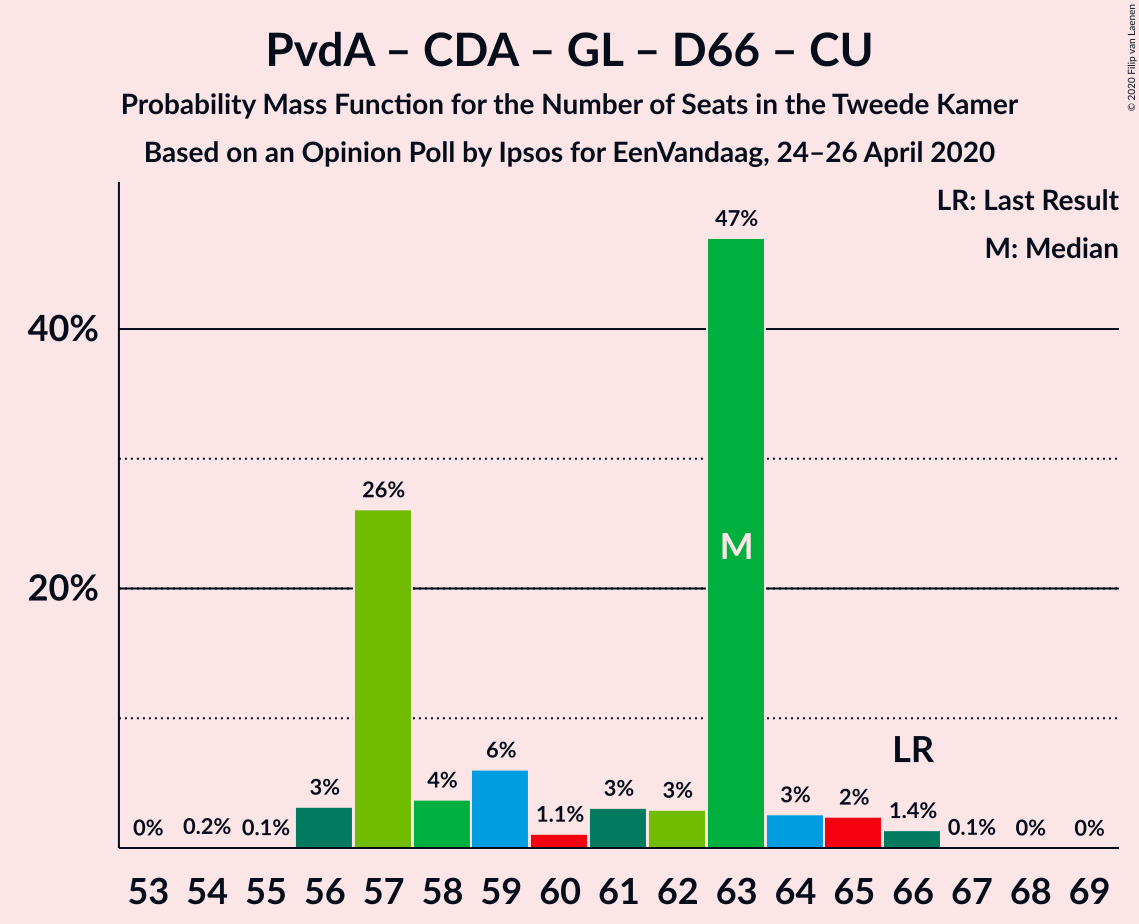 PvdA – CDA – GL – D66 – CU
Probability Mass Function for the Number of Seats in the Tweede Kamer
Based on an Opinion Poll by Ipsos for EenVandaag, 24–26 April 2020
© 2020 Filip van Laenen
LR: Last Result
M: Median
40%
20%
0% 0.2% 0.1% 3% 26% 4% 6% 1.1% 3% 3% 47% 3% 2% 1.4% 0.1% 0% 0%
M
LR
53 54 55 56 57 58 59 60 61 62 63 64 65 66 67 68 69